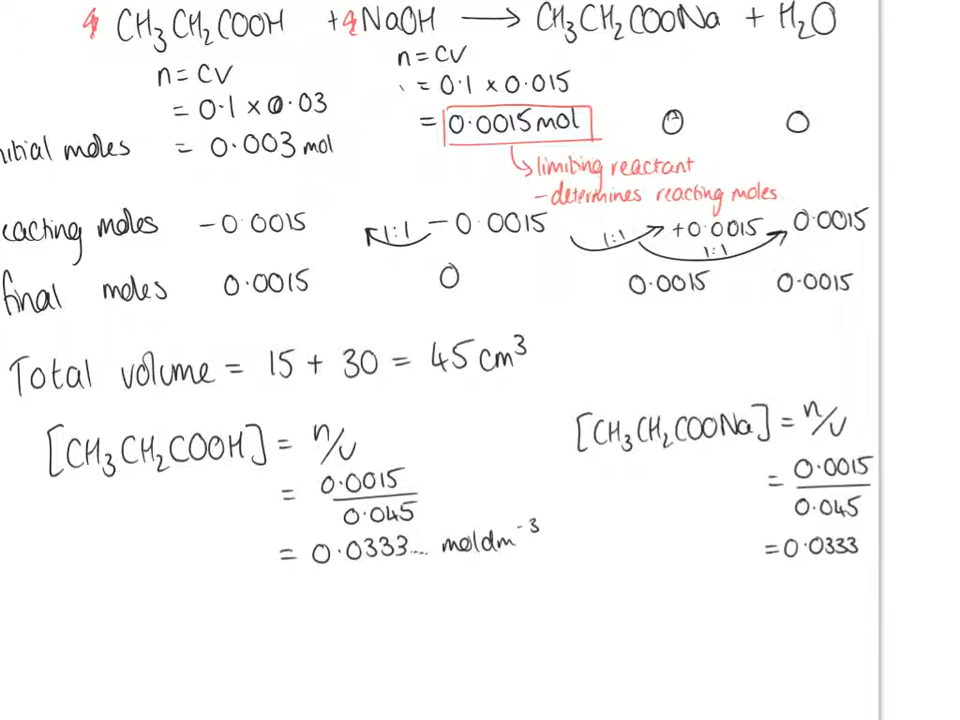 CH₃CH₂COOH + NaOH → CH₃CH₂COONa + H₂O
n = CV n = CV
= 0.1 × 0.03 = 0.1 × 0.015
= 0.003 mol = 0.0015 mol 0 0
moles
limiting reactant
- determines reacting moles
moles -0.0015 1:1 -0.0015 1:1 +0.0015 0.0015
1:1
final moles 0.0015 0 0.0015 0.0015
Total volume = 15 + 30 = 45 cm³
[CH₃CH₂COOH] = n/v [CH₃CH₂COONa] = n/v
= 0.0015/0.045 = 0.0015/0.045
= 0.0333... moldm⁻³ = 0.0333